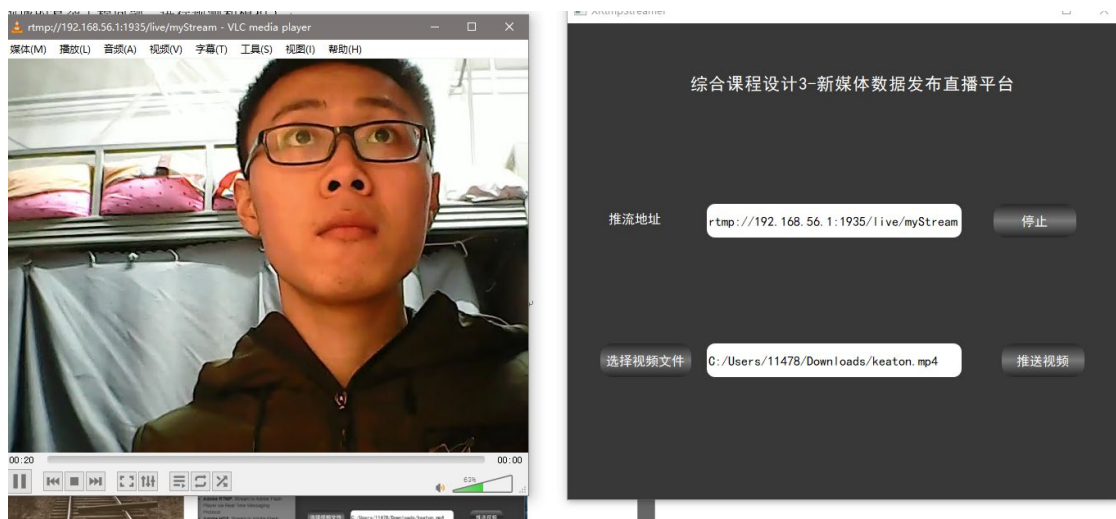 rtmp://192.168.56.1:1935/live/myStream - VLC media player
媒体(M) 播放(L) 音频(A) 视频(V) 字幕(T) 工具(S) 视图(I) 帮助(H)
00:20
00:00
63%
XRtmpStreamer
综合课程设计3-新媒体数据发布直播平台
推流地址
rtmp://192.168.56.1:1935/live/myStream
停止
选择视频文件
C:/Users/11478/Downloads/keaton.mp4
推送视频